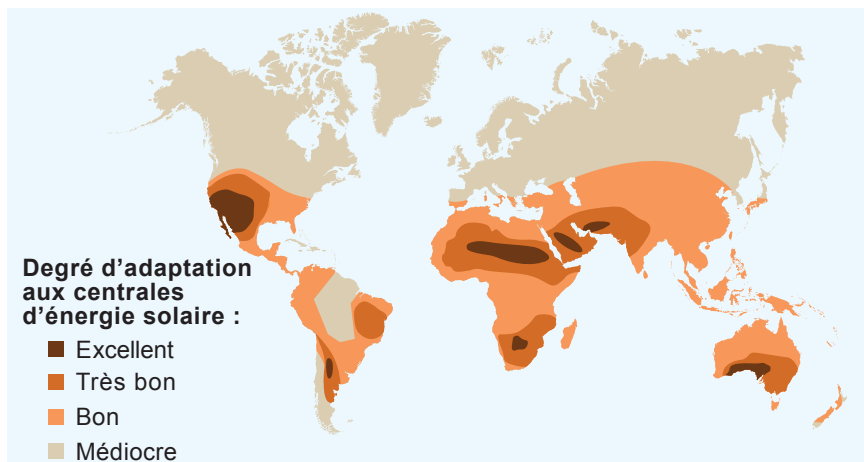 Degré d’adaptation
aux centrales
d’énergie solaire :
Excellent
Très bon
Bon
Médiocre